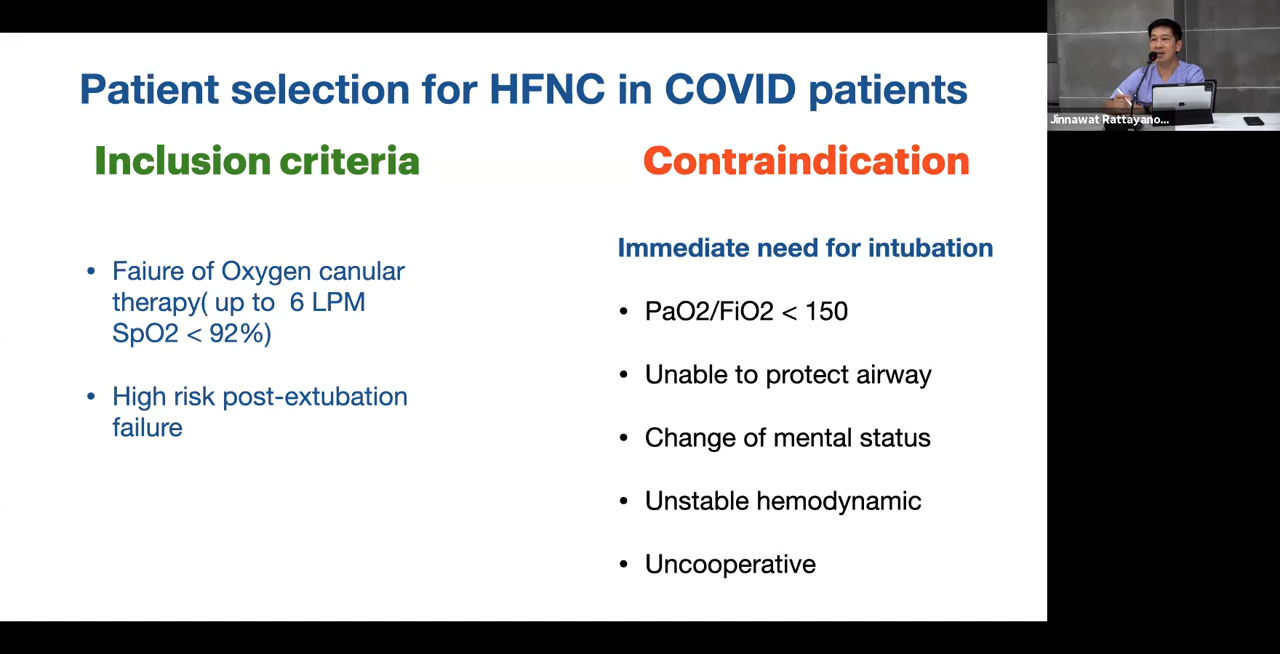 Patient selection for HFNC in COVID patients
Inclusion criteria
• Faiure of Oxygen canular
therapy( up to 6 LPM
SpO2 < 92%)
• High risk post-extubation
failure
Contraindication
Immediate need for intubation
• PaO2/FiO2 < 150
• Unable to protect airway
• Change of mental status
• Unstable hemodynamic
• Uncooperative
Jinnawat Rattayano...